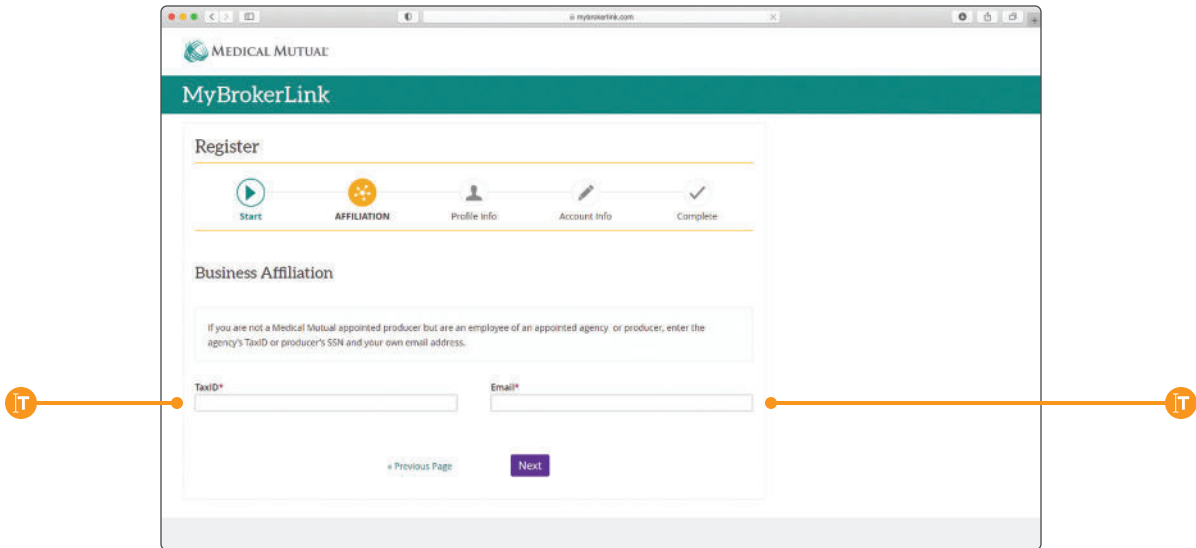 mybrokerlink.com
MEDICAL MUTUAL®
MyBrokerLink
Register
Start
AFFILIATION
Profile Info
Account Info
Complete
Business Affiliation
If you are not a Medical Mutual appointed producer but are an employee of an appointed agency or producer, enter the
agency's TaxID or producer's SSN and your own email address.
TaxID*
Email*
T
T
« Previous Page
Next